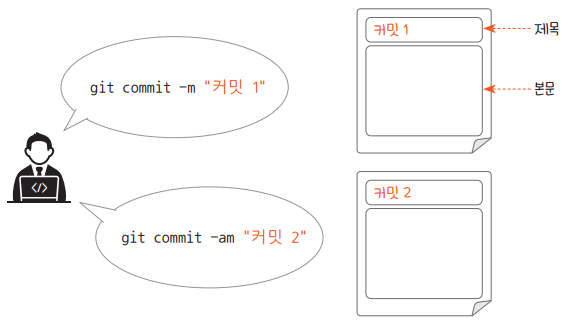 git commit -m "커밋 1"
커밋 1
제목
본문
</>
git commit -am "커밋 2"
커밋 2